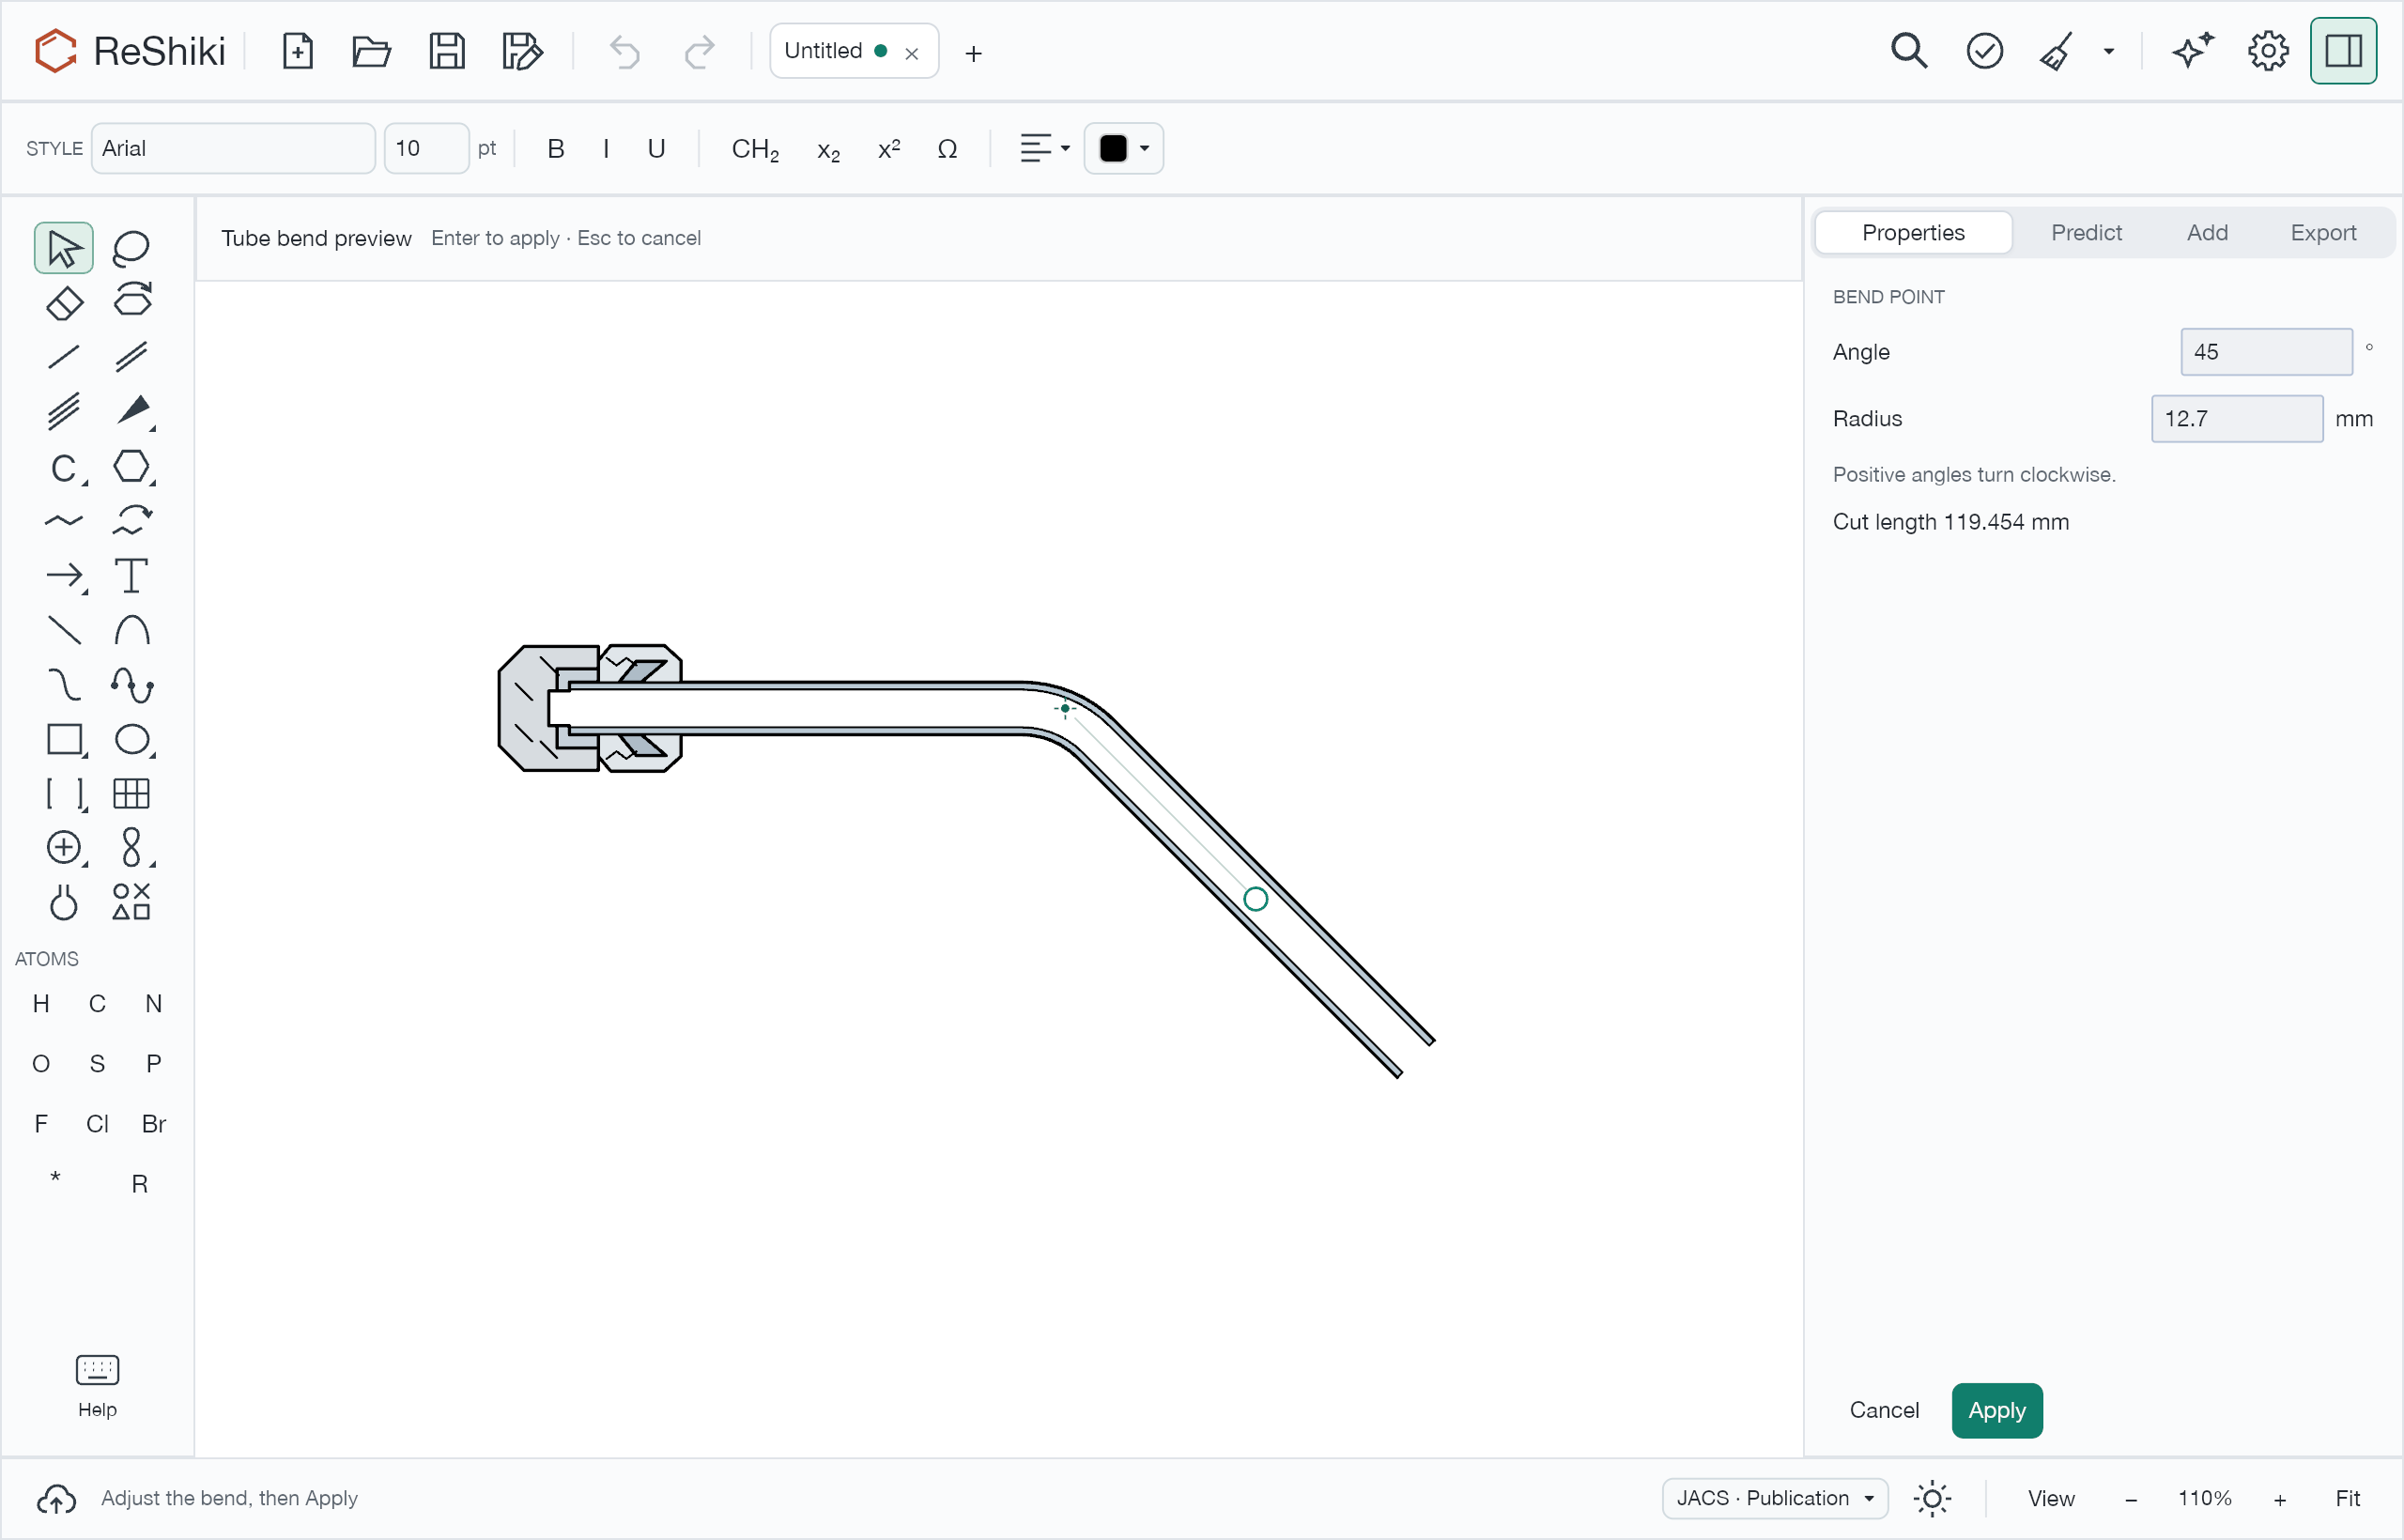 ReShiki
Untitled
STYLE Arial 10 pt B I U CH₂ x₂ x² Ω
Tube bend preview Enter to apply · Esc to cancel
Properties Predict Add Export
BEND POINT
Angle 45 °
Radius 12.7 mm
Positive angles turn clockwise.
Cut length 119.454 mm
C
T
ATOMS
H C N
O S P
F Cl Br
* R
Help
Cancel Apply
Adjust the bend, then Apply
JACS · Publication View − 110% + Fit